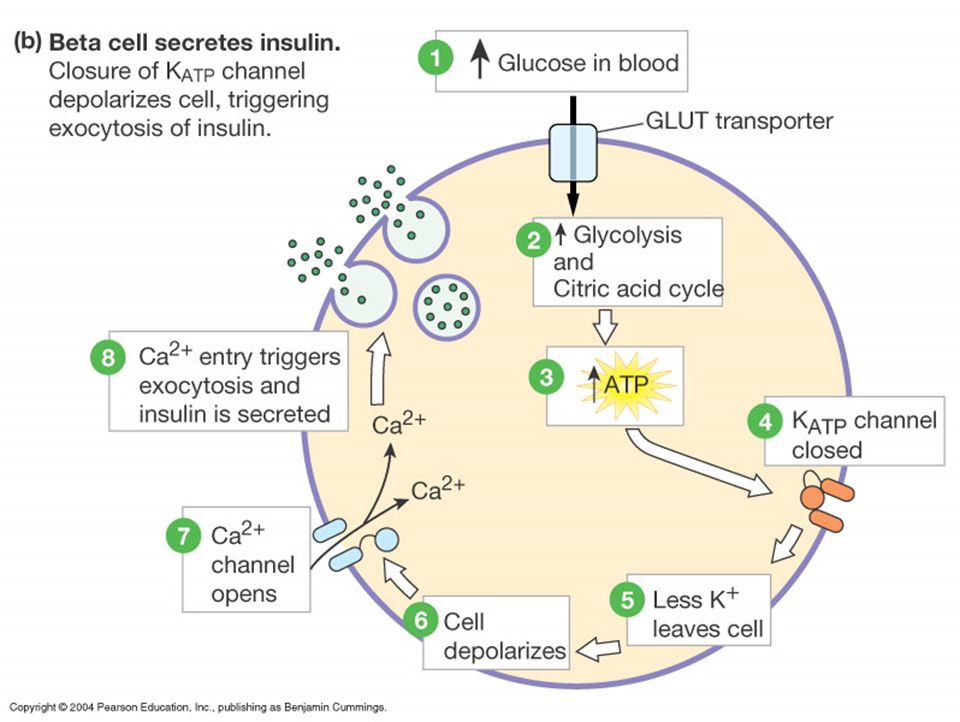 (b) Beta cell secretes insulin.
Closure of KATP channel
depolarizes cell, triggering
exocytosis of insulin.
1 Glucose in blood
GLUT transporter
2 Glycolysis
and
Citric acid cycle
3 ATP
4 KATP channel
closed
5 Less K+
leaves cell
6 Cell
depolarizes
7 Ca2+
channel
opens
Ca2+
Ca2+
8 Ca2+ entry triggers
exocytosis and
insulin is secreted
Copyright © 2004 Pearson Education, Inc., publishing as Benjamin Cummings.